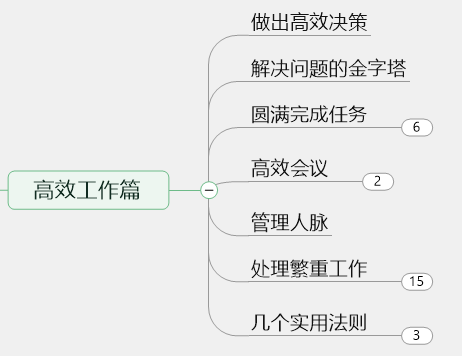 做出高效决策
解决问题的金字塔
圆满完成任务
6
高效会议
2
高效工作篇
管理人脉
处理繁重工作
15
几个实用法则
3